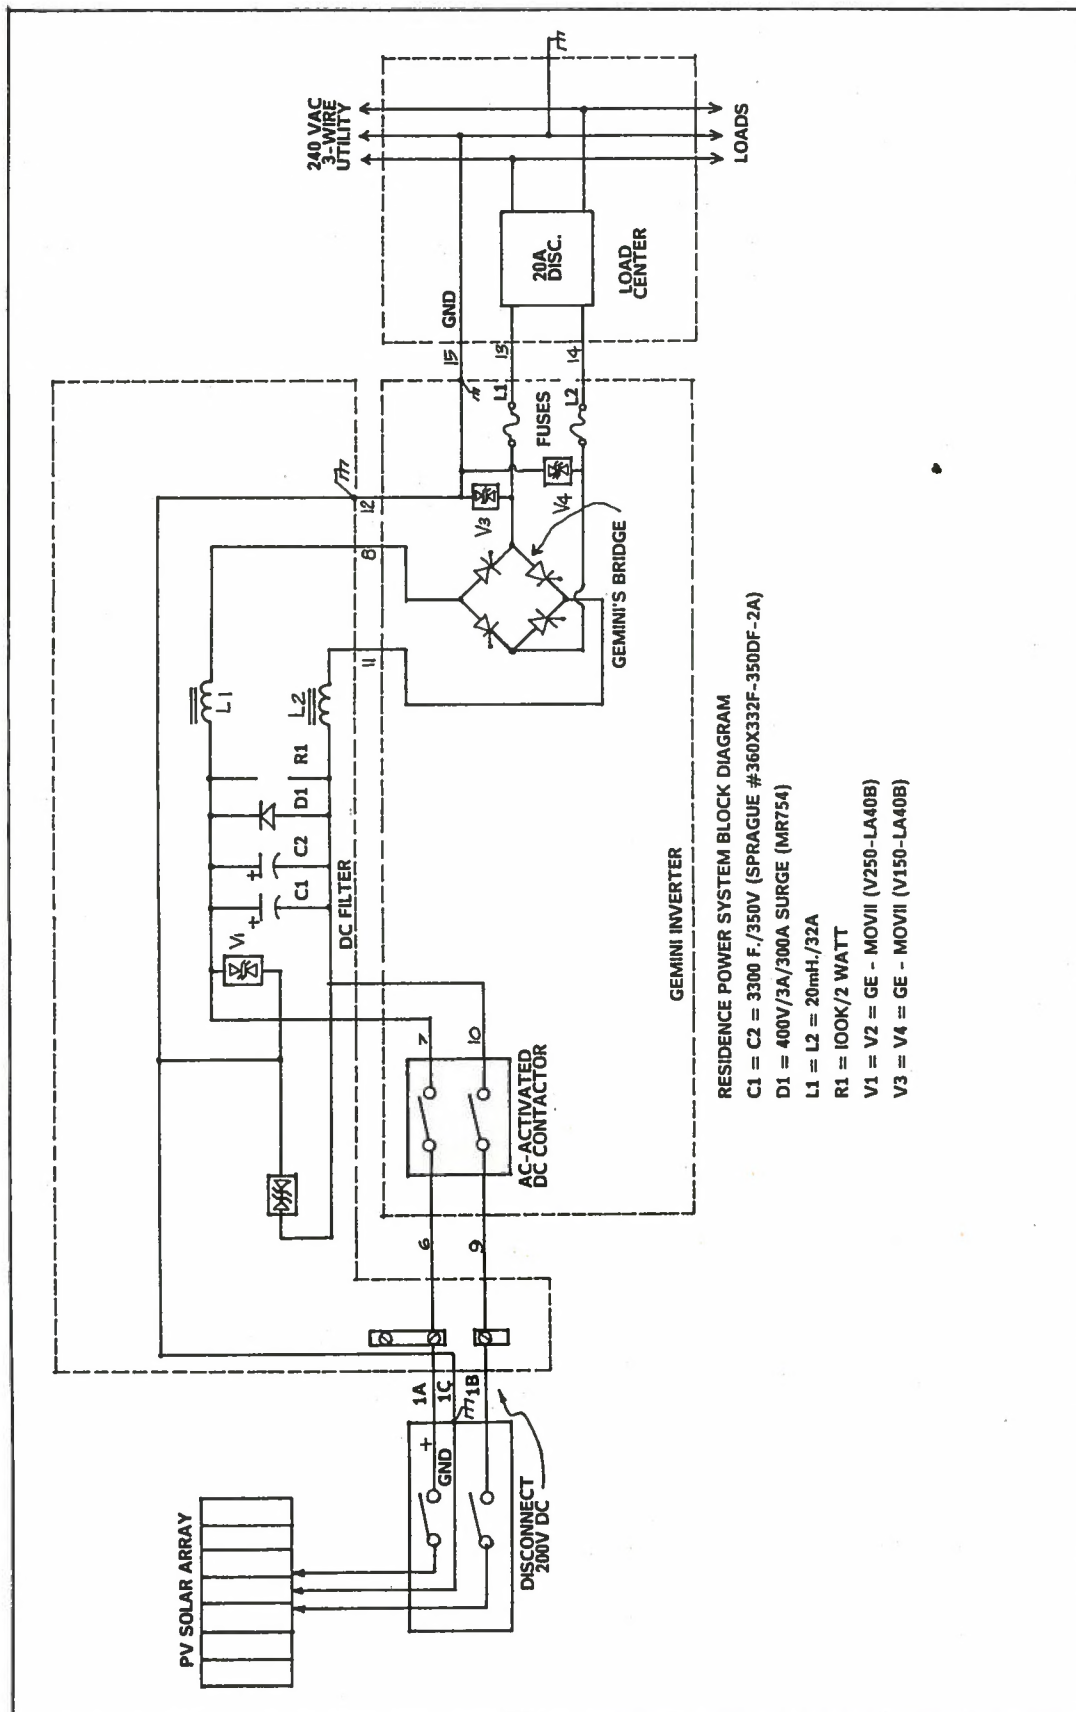 240 VAC
3-WIRE
UTILITY
LOADS
20A
DISC.
LOAD
CENTER
GND
15
13
14
L1
L2
FUSES
V3
V4
12
8
11
GEMINI'S BRIDGE
L1
L2
R1
D1
C2
C1
V1
DC FILTER
GEMINI INVERTER
7
10
AC-ACTIVATED
DC CONTACTOR
6
9
1A
1C
1B
+
+
+
GND
DISCONNECT
200V DC
PV SOLAR ARRAY
RESIDENCE POWER SYSTEM BLOCK DIAGRAM
C1 = C2 = 3300 F./350V (SPRAGUE #360X332F-350DF-2A)
D1 = 400V/3A/300A SURGE (MR754)
L1 = L2 = 20mH./32A
R1 = I00K/2 WATT
V1 = V2 = GE - MOVII (V250-LA40B)
V3 = V4 = GE - MOVII (V150-LA40B)